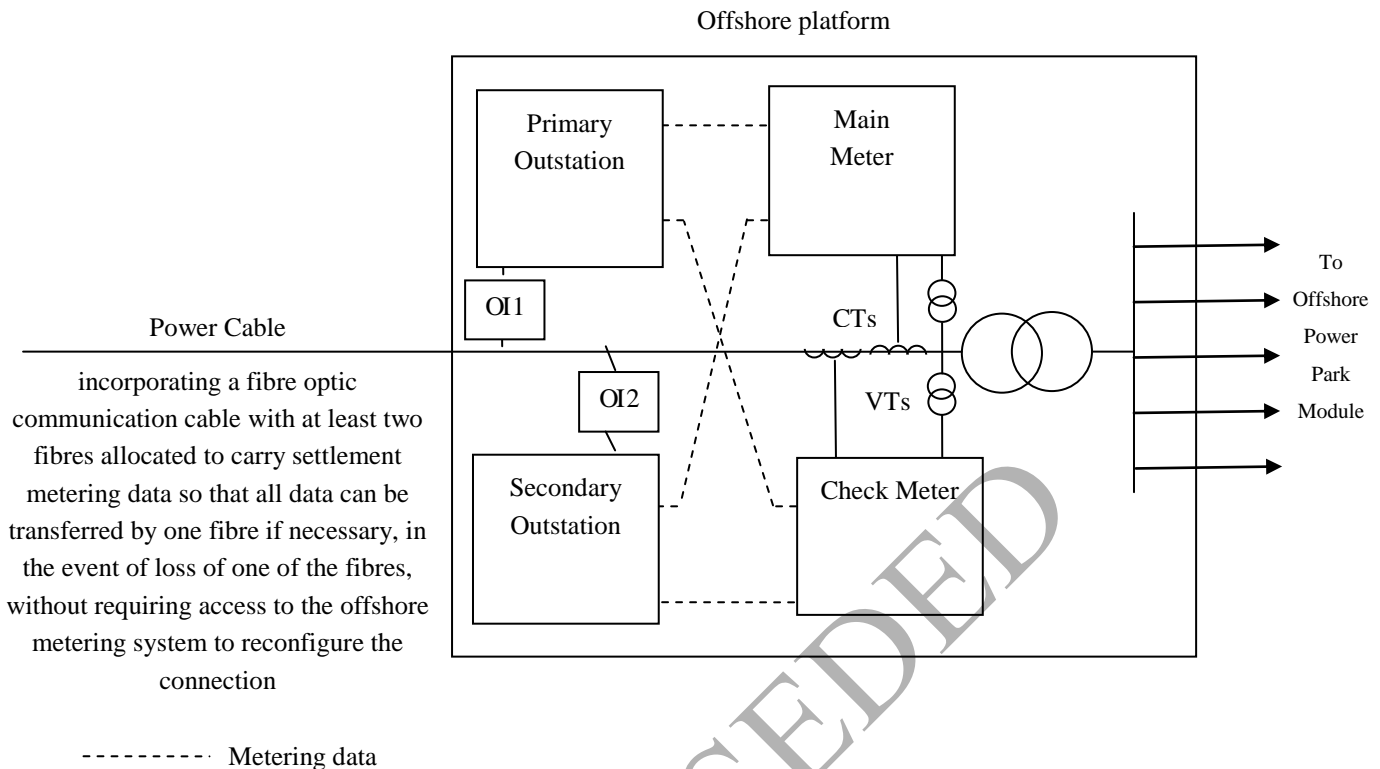 Offshore platform
Primary
Outstation
Main
Meter
OI1
CTs
Power Cable
incorporating a fibre optic
communication cable with at least two
fibres allocated to carry settlement
metering data so that all data can be
transferred by one fibre if necessary, in
the event of loss of one of the fibres,
without requiring access to the offshore
metering system to reconfigure the
connection
OI2
VTs
Secondary
Outstation
Check Meter
To
Offshore
Power
Park
Module
Metering data
CEDED